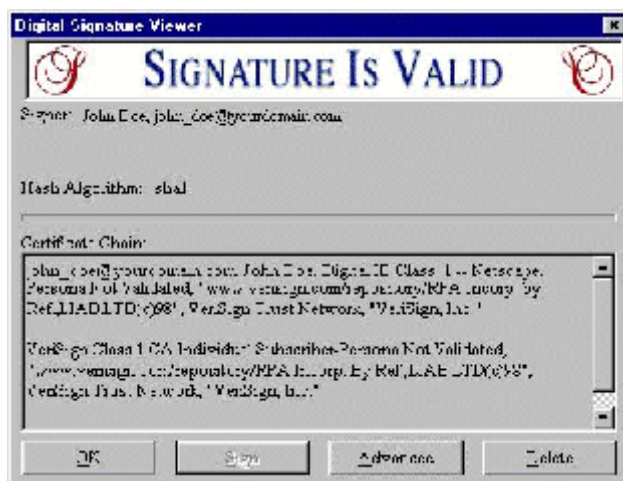 Digital Signature Viewer
SIGNATURE IS VALID
Signer: John Doe, john_doe@yourdomain.com
Hash Algorithm: sha1
Certificate Chain:
john_doe@yourdomain.com, John Doe, Digital ID Class 1 - Netscape,
Persona Not Validated, "www.verisign.com/repository/RPA Incorp. by
Ref.,LIAB.LTD(c)98", VeriSign Trust Network, "VeriSign, Inc."
VeriSign Class 1 CA Individual Subscriber-Persona Not Validated,
"www.verisign.com/repository/RPA Incorp. By Ref.,LIAB.LTD(c)98",
VeriSign Trust Network, "VeriSign, Inc."
OK
Sign
Advanced
Delete